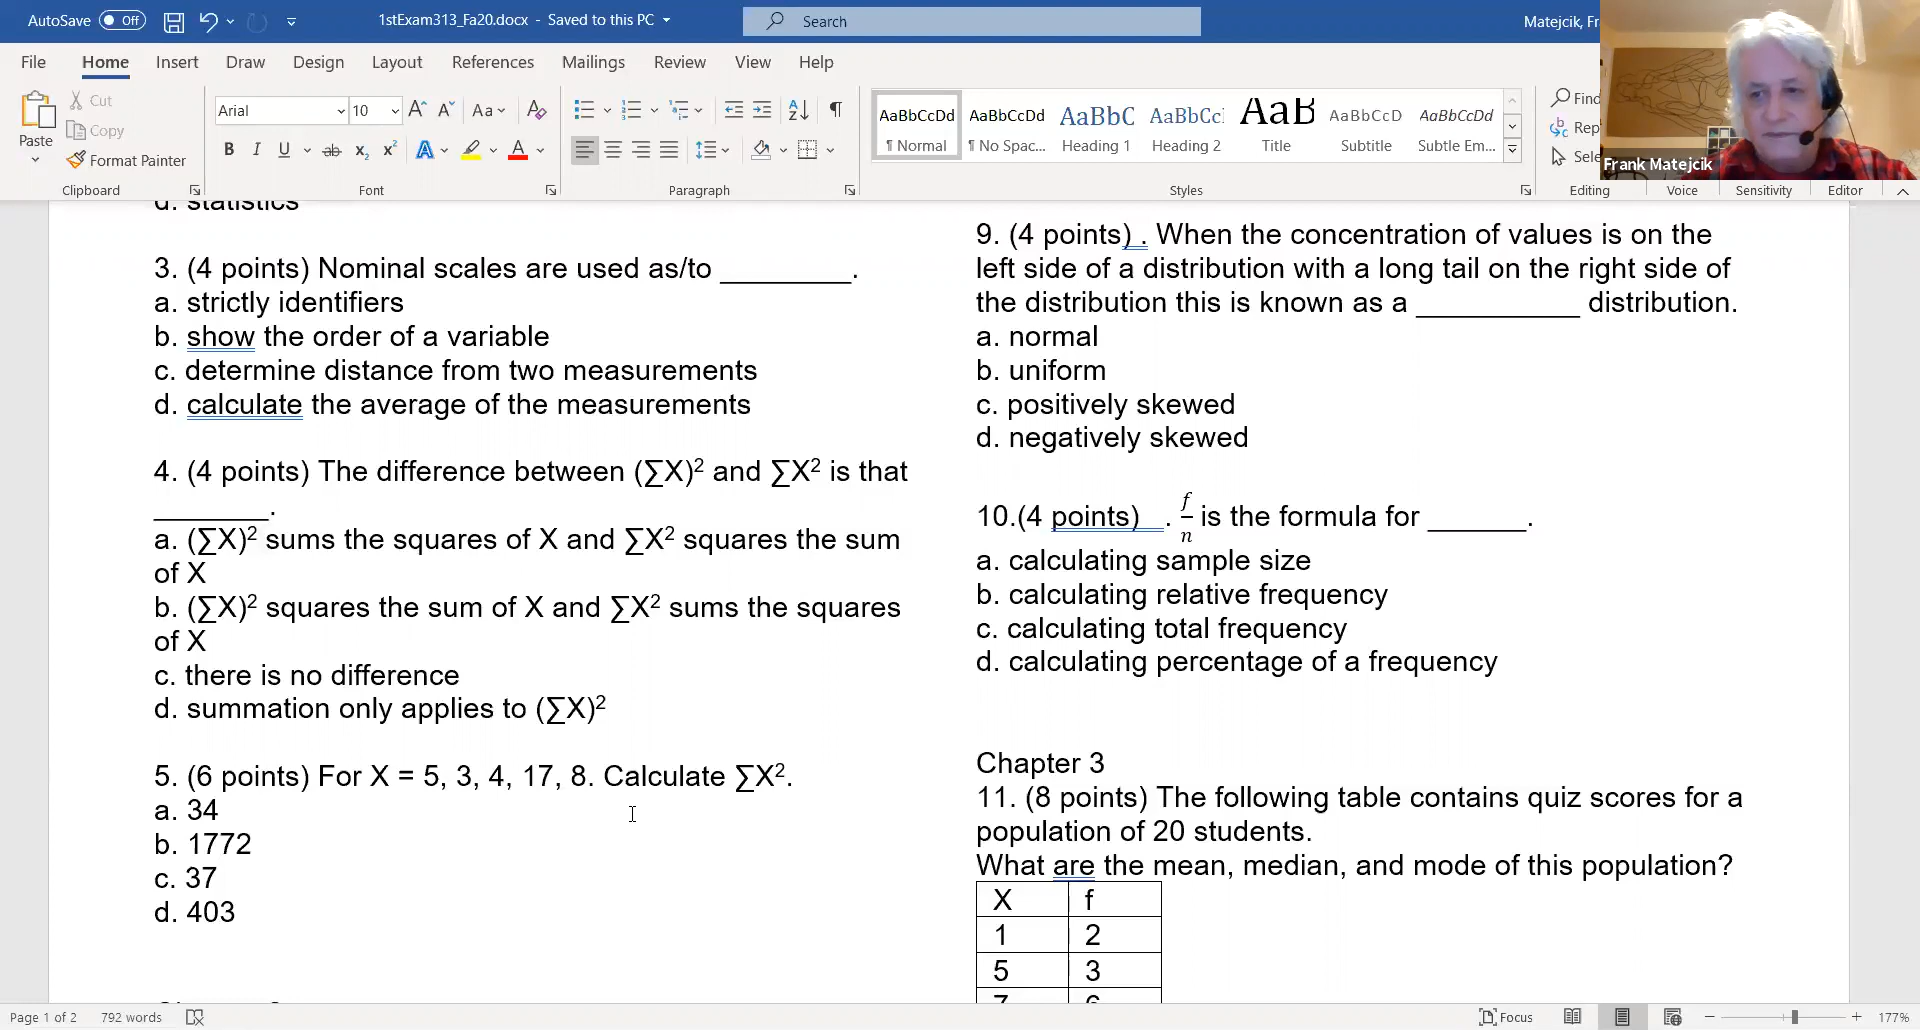 AutoSave Off 1stExam313_Fa20.docx - Saved to this PC Search Matejcik, Fr
File Home Insert Draw Design Layout References Mailings Review View Help
Paste Cut Copy Format Painter
Arial 10 Aa
B I U ab x2 x2 A A
AaBbCcDd AaBbCcDd AaBbC AaBbCc AaB AaBbCcD AaBbCcDd
¶ Normal ¶ No Spac... Heading 1 Heading 2 Title Subtitle Subtle Em...
Find
Rep
Sele
Frank Matejcik
Clipboard Font Paragraph Styles Editing Voice Sensitivity Editor
d. statistics
3. (4 points) Nominal scales are used as/to ________.
a. strictly identifiers
b. show the order of a variable
c. determine distance from two measurements
d. calculate the average of the measurements
4. (4 points) The difference between (∑X)² and ∑X² is that
_______.
a. (∑X)² sums the squares of X and ∑X² squares the sum
of X
b. (∑X)² squares the sum of X and ∑X² sums the squares
of X
c. there is no difference
d. summation only applies to (∑X)²
5. (6 points) For X = 5, 3, 4, 17, 8. Calculate ∑X².
a. 34
b. 1772
c. 37
d. 403
9. (4 points) . When the concentration of values is on the
left side of a distribution with a long tail on the right side of
the distribution this is known as a __________ distribution.
a. normal
b. uniform
c. positively skewed
d. negatively skewed
10.(4 points) . f/n is the formula for ______.
a. calculating sample size
b. calculating relative frequency
c. calculating total frequency
d. calculating percentage of a frequency
Chapter 3
11. (8 points) The following table contains quiz scores for a
population of 20 students.
What are the mean, median, and mode of this population?
X f
1 2
5 3
7 6
Page 1 of 2 792 words Focus 177%